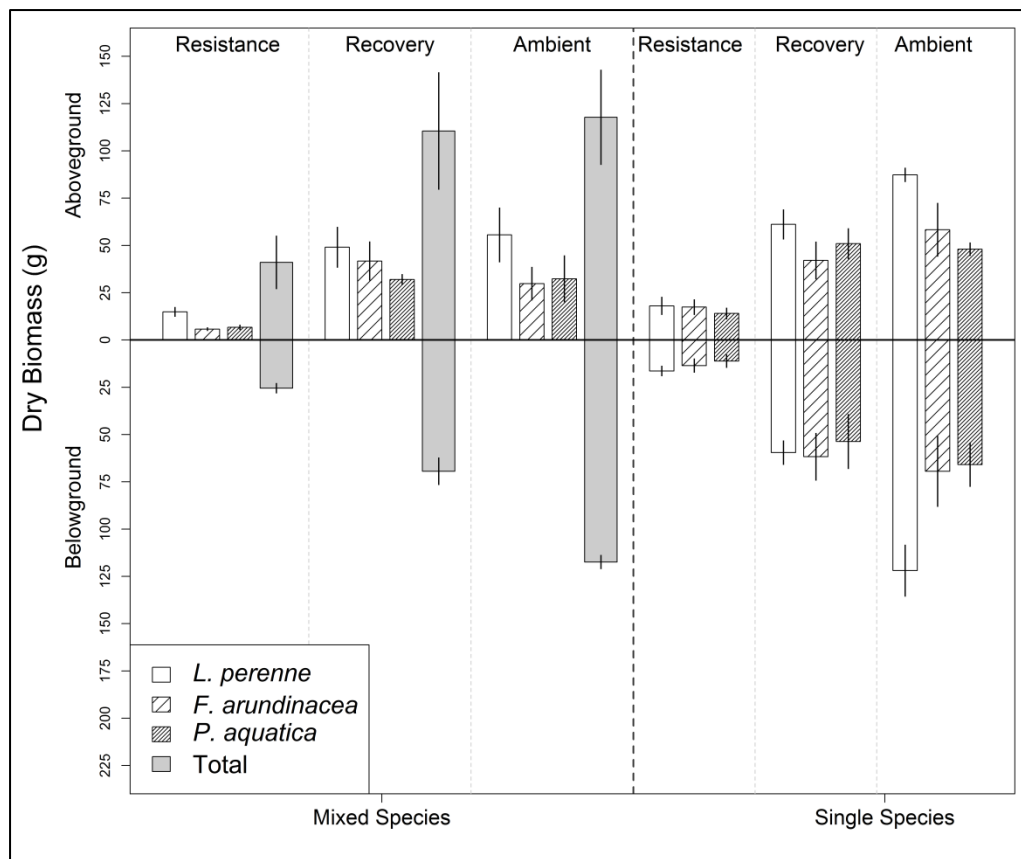 Resistance Recovery Ambient Resistance Recovery Ambient
Dry Biomass (g)
Aboveground
Belowground
150
125
100
75
50
25
0
25
50
75
100
125
150
175
200
225
L. perenne
F. arundinacea
P. aquatica
Total
Mixed Species Single Species